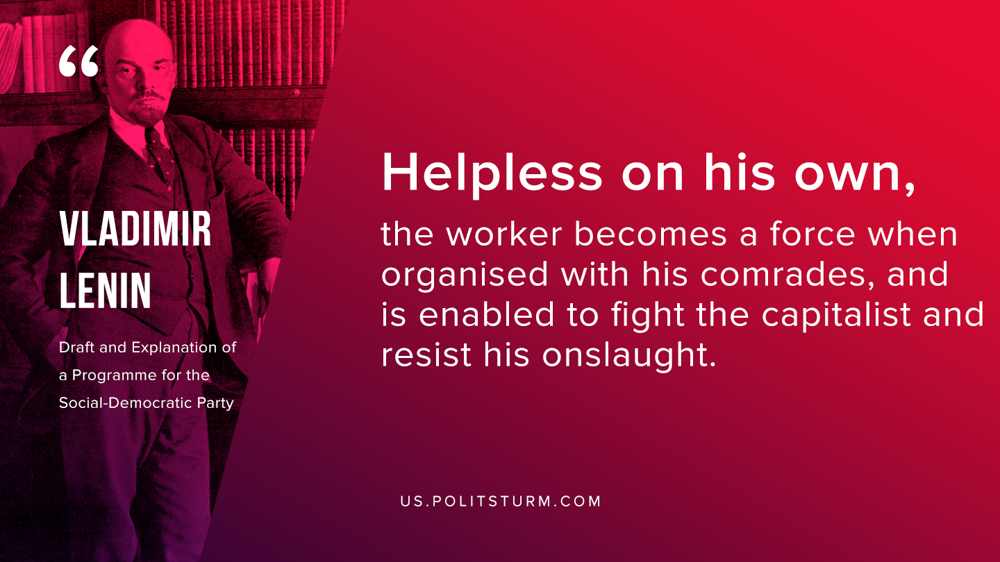 “
VLADIMIR
LENIN
Draft and Explanation of
a Programme for the
Social-Democratic Party
Helpless on his own,
the worker becomes a force when
organised with his comrades, and
is enabled to fight the capitalist and
resist his onslaught.
US.POLITSTURM.COM